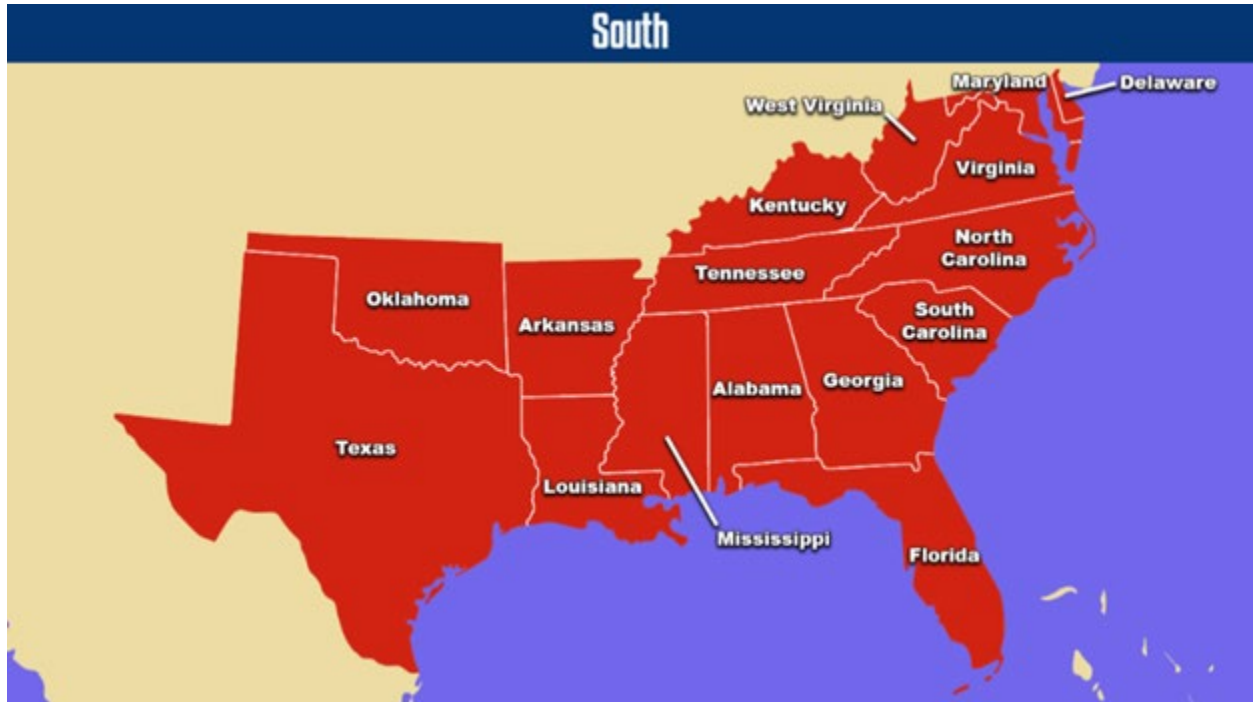 South
Maryland
Delaware
West Virginia
Virginia
Kentucky
North
Carolina
Tennessee
Oklahoma
South
Carolina
Arkansas
Georgia
Alabama
Texas
Louisiana
Mississippi
Florida